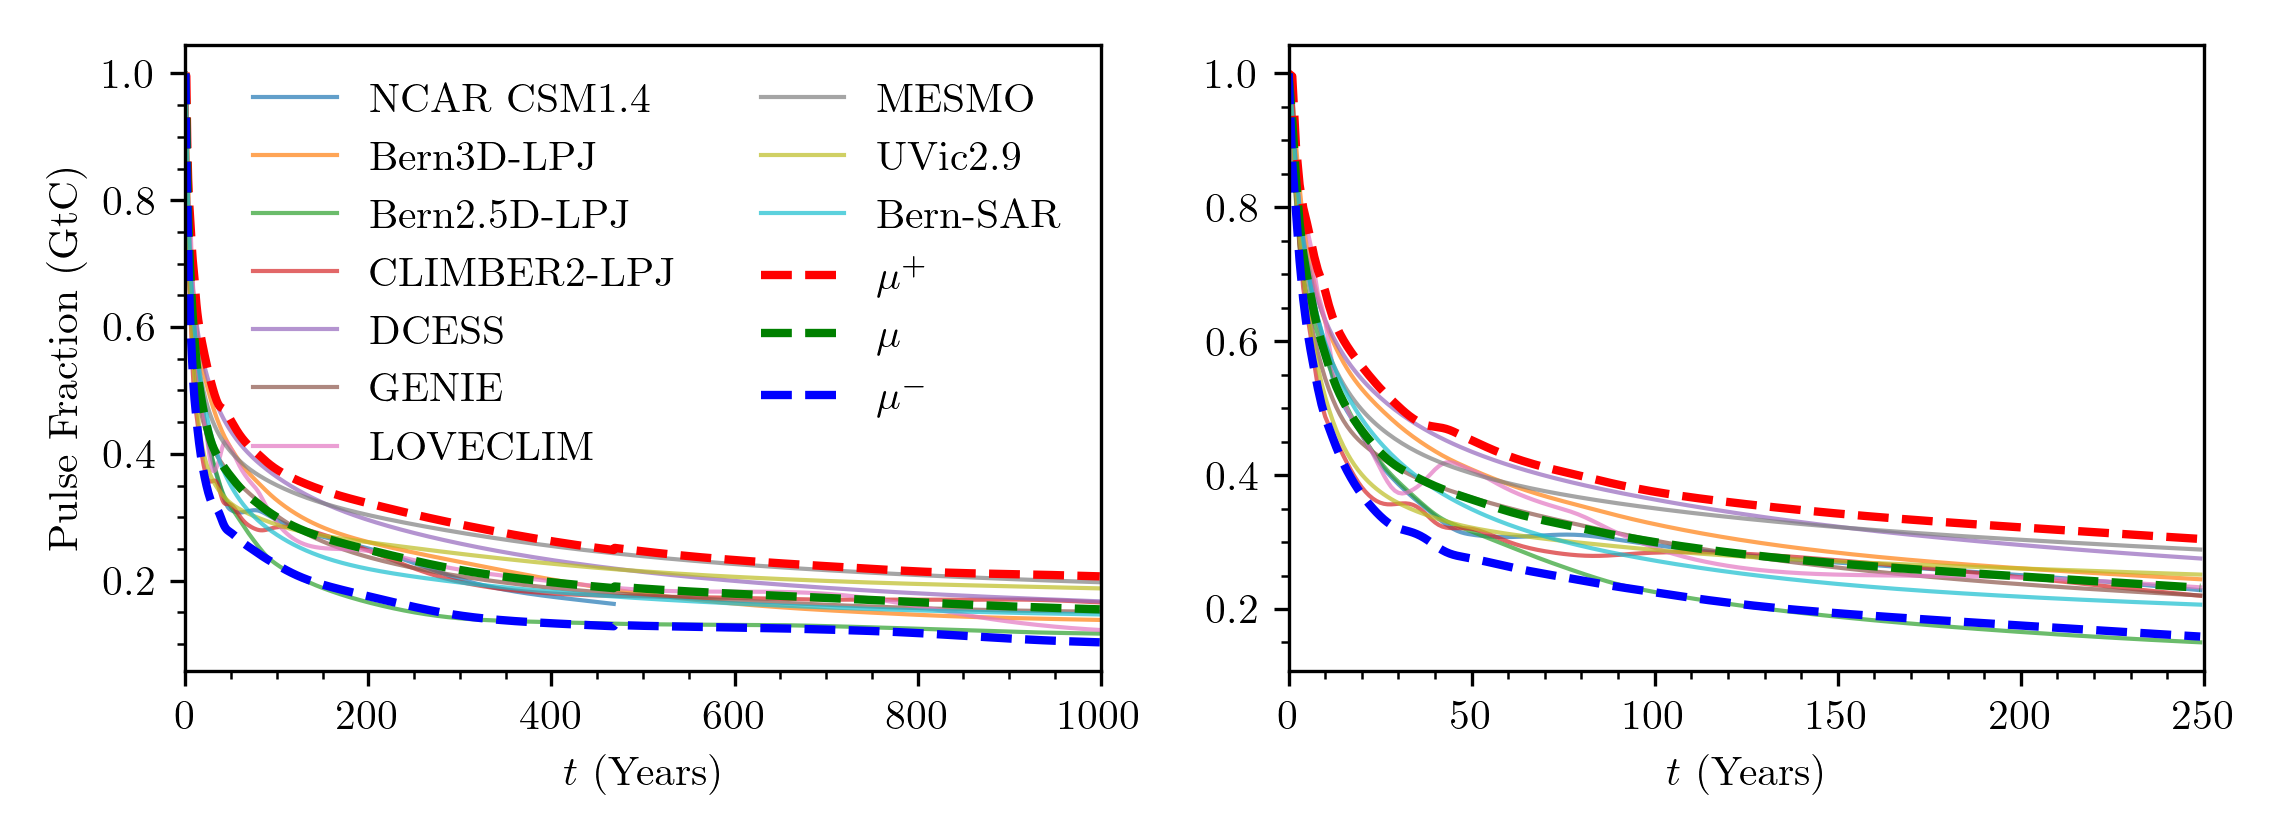 Pulse Fraction (GtC)
1.0
0.8
0.6
0.4
0.2
NCAR CSM1.4
Bern3D-LPJ
Bern2.5D-LPJ
CLIMBER2-LPJ
DCESS
GENIE
LOVECLIM
MESMO
UVic2.9
Bern-SAR
μ⁺
μ
μ⁻
0 200 400 600 800 1000
t (Years)
1.0
0.8
0.6
0.4
0.2
0 50 100 150 200 250
t (Years)